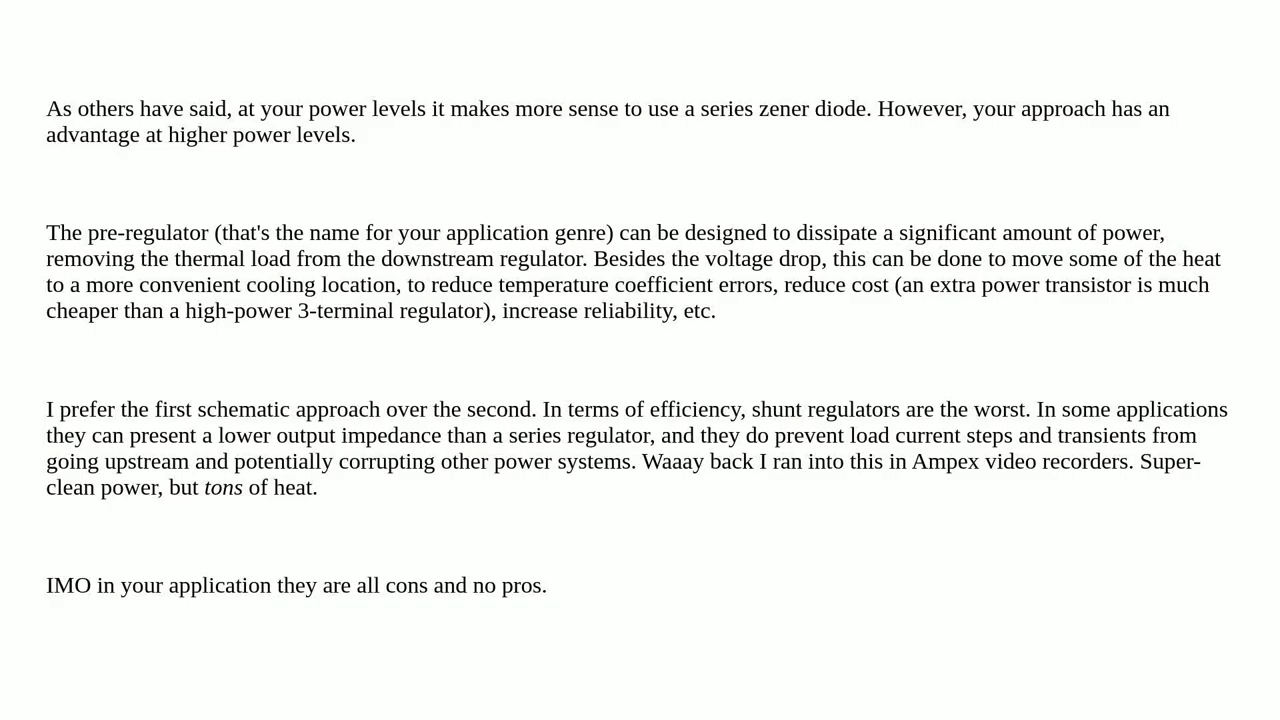 As others have said, at your power levels it makes more sense to use a series zener diode. However, your approach has an
advantage at higher power levels.
The pre-regulator (that's the name for your application genre) can be designed to dissipate a significant amount of power,
removing the thermal load from the downstream regulator. Besides the voltage drop, this can be done to move some of the heat
to a more convenient cooling location, to reduce temperature coefficient errors, reduce cost (an extra power transistor is much
cheaper than a high-power 3-terminal regulator), increase reliability, etc.
I prefer the first schematic approach over the second. In terms of efficiency, shunt regulators are the worst. In some applications
they can present a lower output impedance than a series regulator, and they do prevent load current steps and transients from
going upstream and potentially corrupting other power systems. Waaay back I ran into this in Ampex video recorders. Super-
clean power, but tons of heat.
IMO in your application they are all cons and no pros.